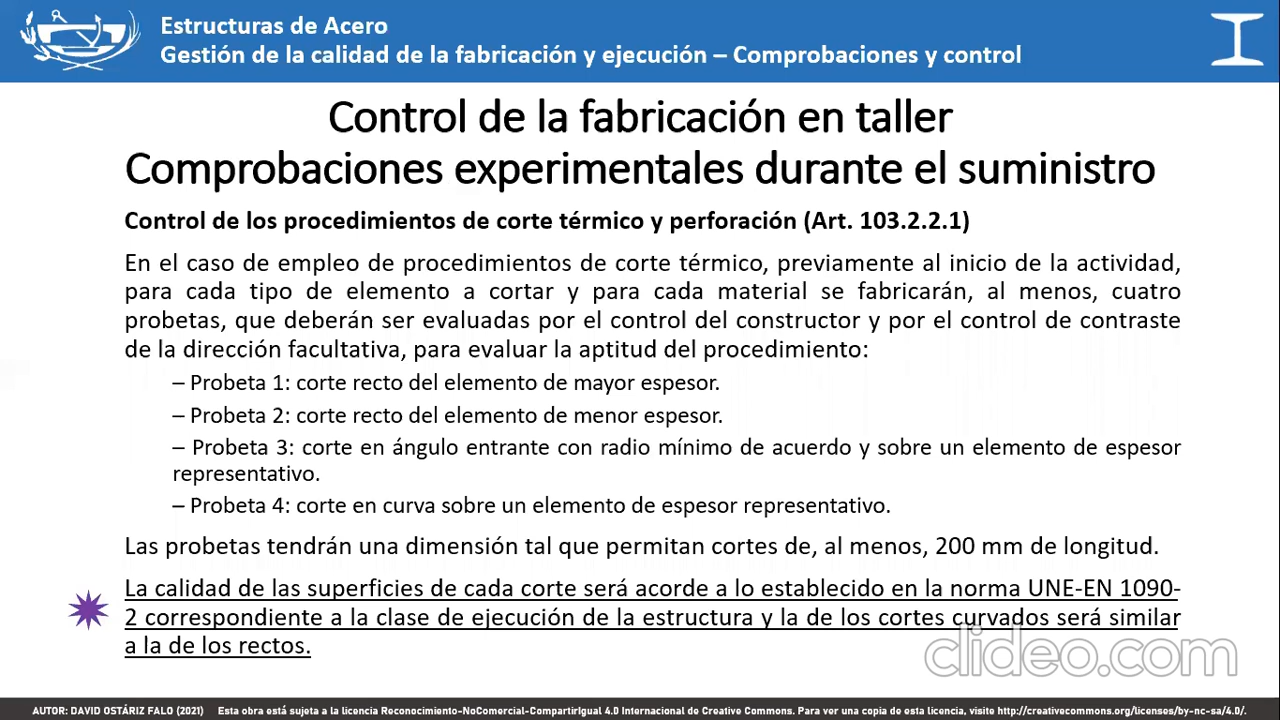 Estructuras de Acero
Gestión de la calidad de la fabricación y ejecución – Comprobaciones y control
Control de la fabricación en taller
Comprobaciones experimentales durante el suministro
Control de los procedimientos de corte térmico y perforación (Art. 103.2.2.1)
En el caso de empleo de procedimientos de corte térmico, previamente al inicio de la actividad,
para cada tipo de elemento a cortar y para cada material se fabricarán, al menos, cuatro
probetas, que deberán ser evaluadas por el control del constructor y por el control de contraste
de la dirección facultativa, para evaluar la aptitud del procedimiento:
– Probeta 1: corte recto del elemento de mayor espesor.
– Probeta 2: corte recto del elemento de menor espesor.
– Probeta 3: corte en ángulo entrante con radio mínimo de acuerdo y sobre un elemento de espesor
representativo.
– Probeta 4: corte en curva sobre un elemento de espesor representativo.
Las probetas tendrán una dimensión tal que permitan cortes de, al menos, 200 mm de longitud.
La calidad de las superficies de cada corte será acorde a lo establecido en la norma UNE-EN 1090-
2 correspondiente a la clase de ejecución de la estructura y la de los cortes curvados será similar
a la de los rectos.
clideo.com
AUTOR: DAVID OSTÁRIZ FALO (2021) Esta obra está sujeta a la licencia Reconocimiento-NoComercial-CompartirIgual 4.0 Internacional de Creative Commons. Para ver una copia de esta licencia, visite http://creativecommons.org/licenses/by-nc-sa/4.0/.